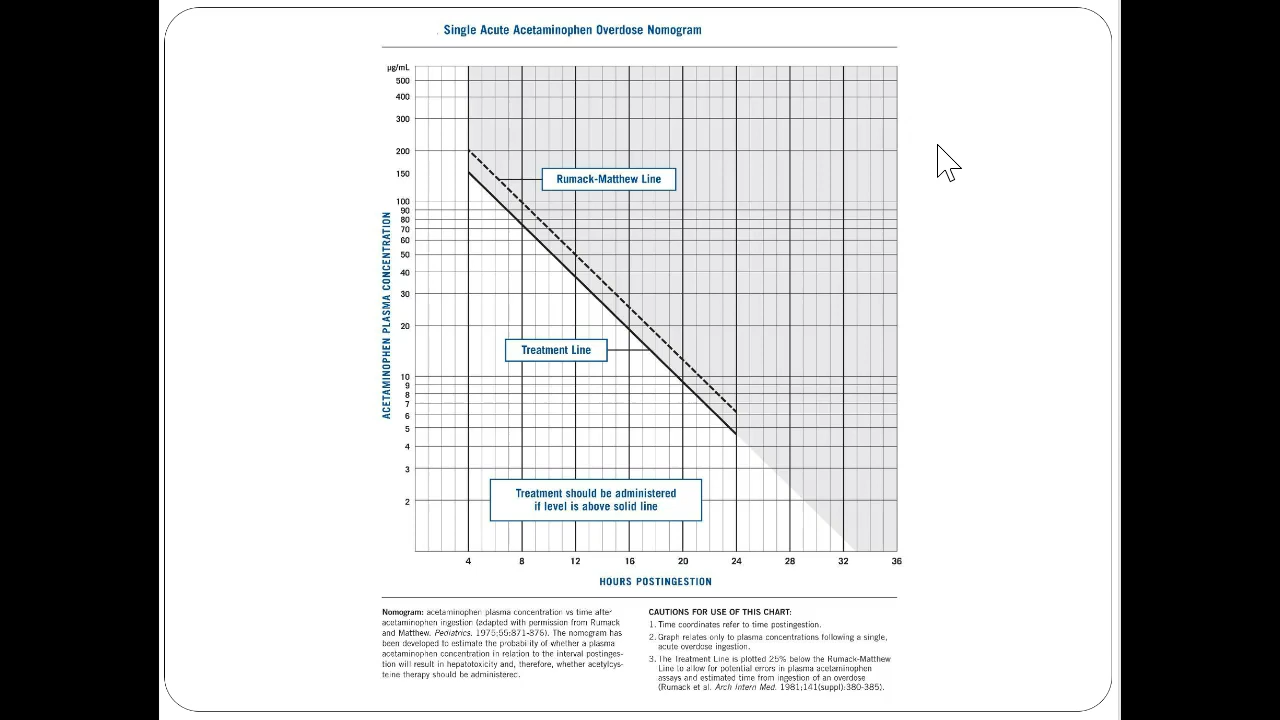 Single Acute Acetaminophen Overdose Nomogram
µg/mL
500
400
300
200
150
100
90
80
70
60
50
40
30
20
10
9
8
7
6
5
4
3
2
ACETAMINOPHEN PLASMA CONCENTRATION
Rumack-Matthew Line
Treatment Line
Treatment should be administered
if level is above solid line
4 8 12 16 20 24 28 32 36
HOURS POSTINGESTION
Nomogram: acetaminophen plasma concentration vs time after
acetaminophen ingestion (adapted with permission from Rumack
and Matthew. Pediatrics. 1975;55:871-376). The nomogram has
been developed to estimate the probability of whether a plasma
acetaminophen concentration in relation to the interval postinges-
tion will result in hepatotoxicity and, therefore, whether acetylcys-
teine therapy should be administered.
CAUTIONS FOR USE OF THIS CHART:
1. Time coordinates refer to time postingestion.
2. Graph relates only to plasma concentrations following a single,
acute overdose ingestion.
3. The Treatment Line is plotted 25% below the Rumack-Matthew
Line to allow for potential errors in plasma acetaminophen
assays and estimated time from ingestion of an overdose
(Rumack et al. Arch Intern Med. 1981;141(suppl):380-385).